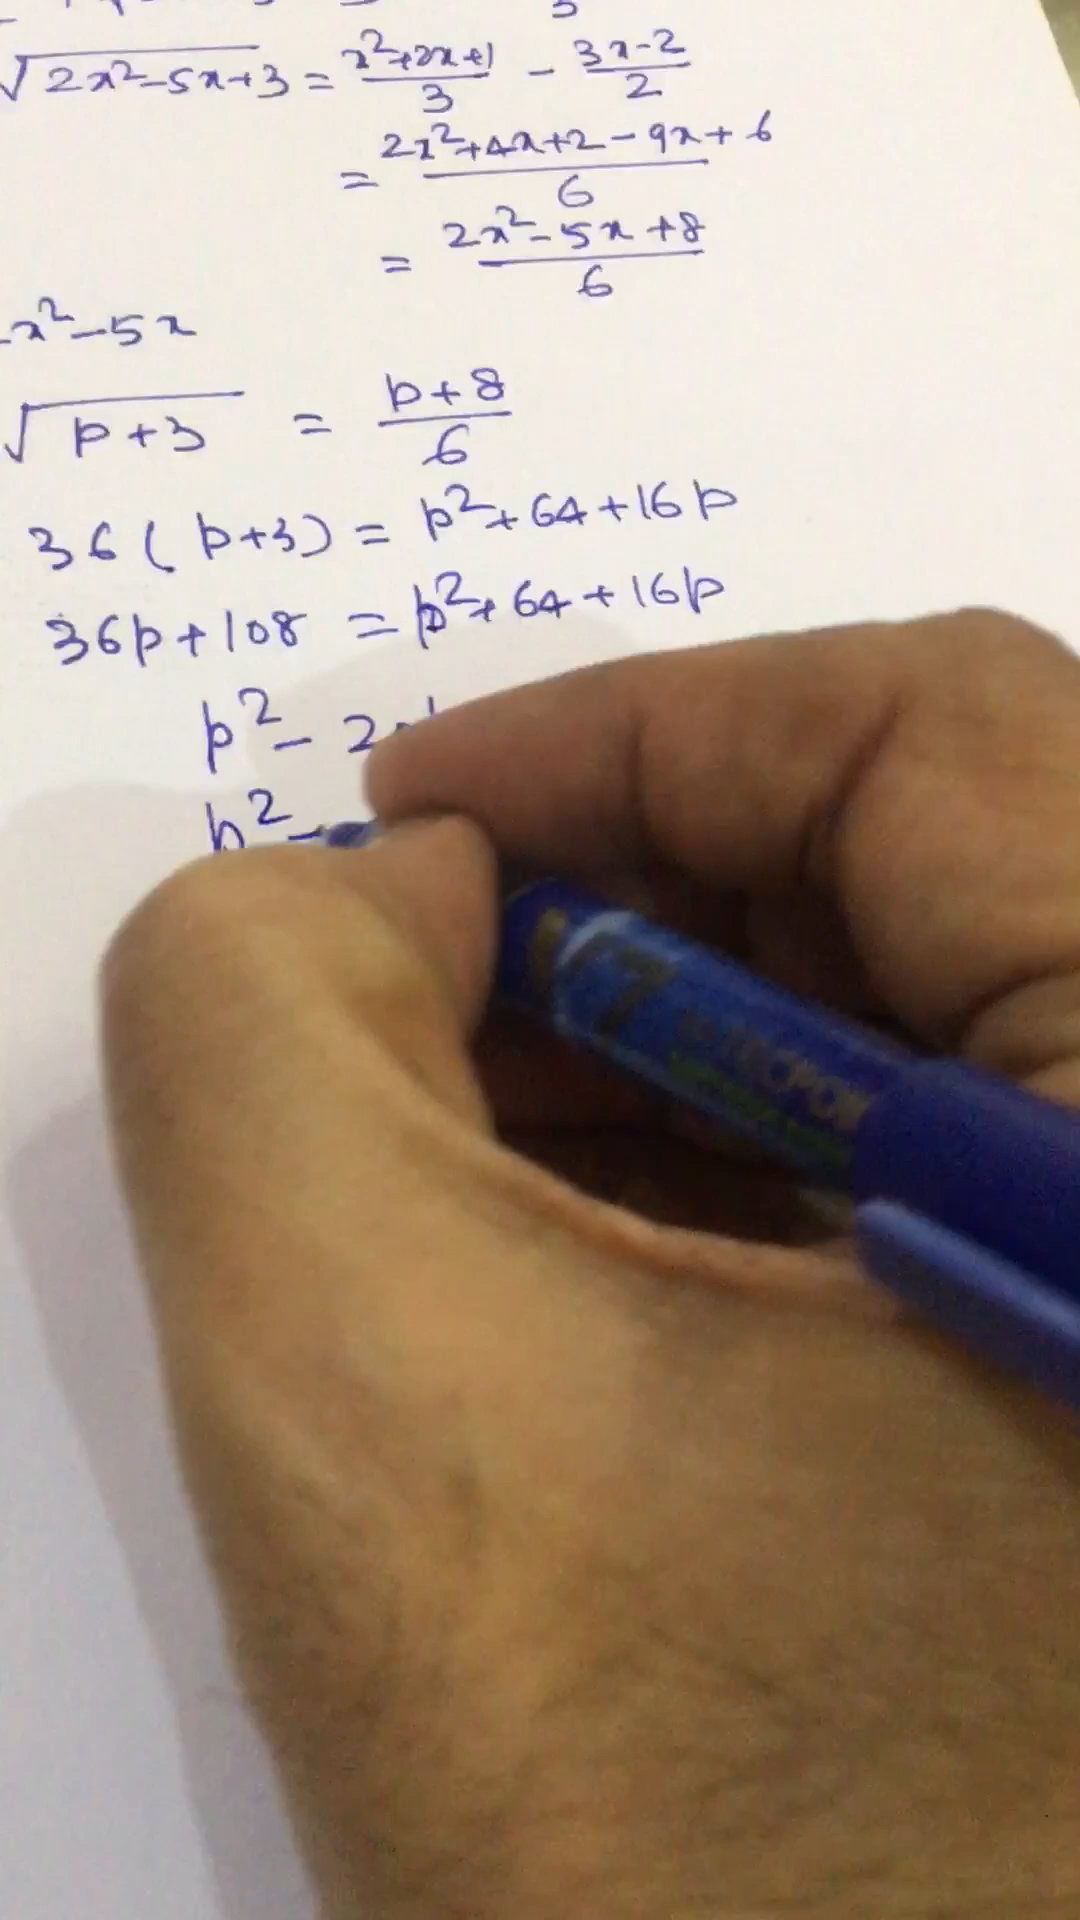 √2x²-5x+3 = x²+2x+1/3 - 3x-2/2
= 2x²+4x+2-9x+6/6
= 2x²-5x+8/6
x²-5x
√p+3 = p+8/6
36(p+3) = p²+64+16p
36p+108 = p²+64+16p
p²-2
p²-